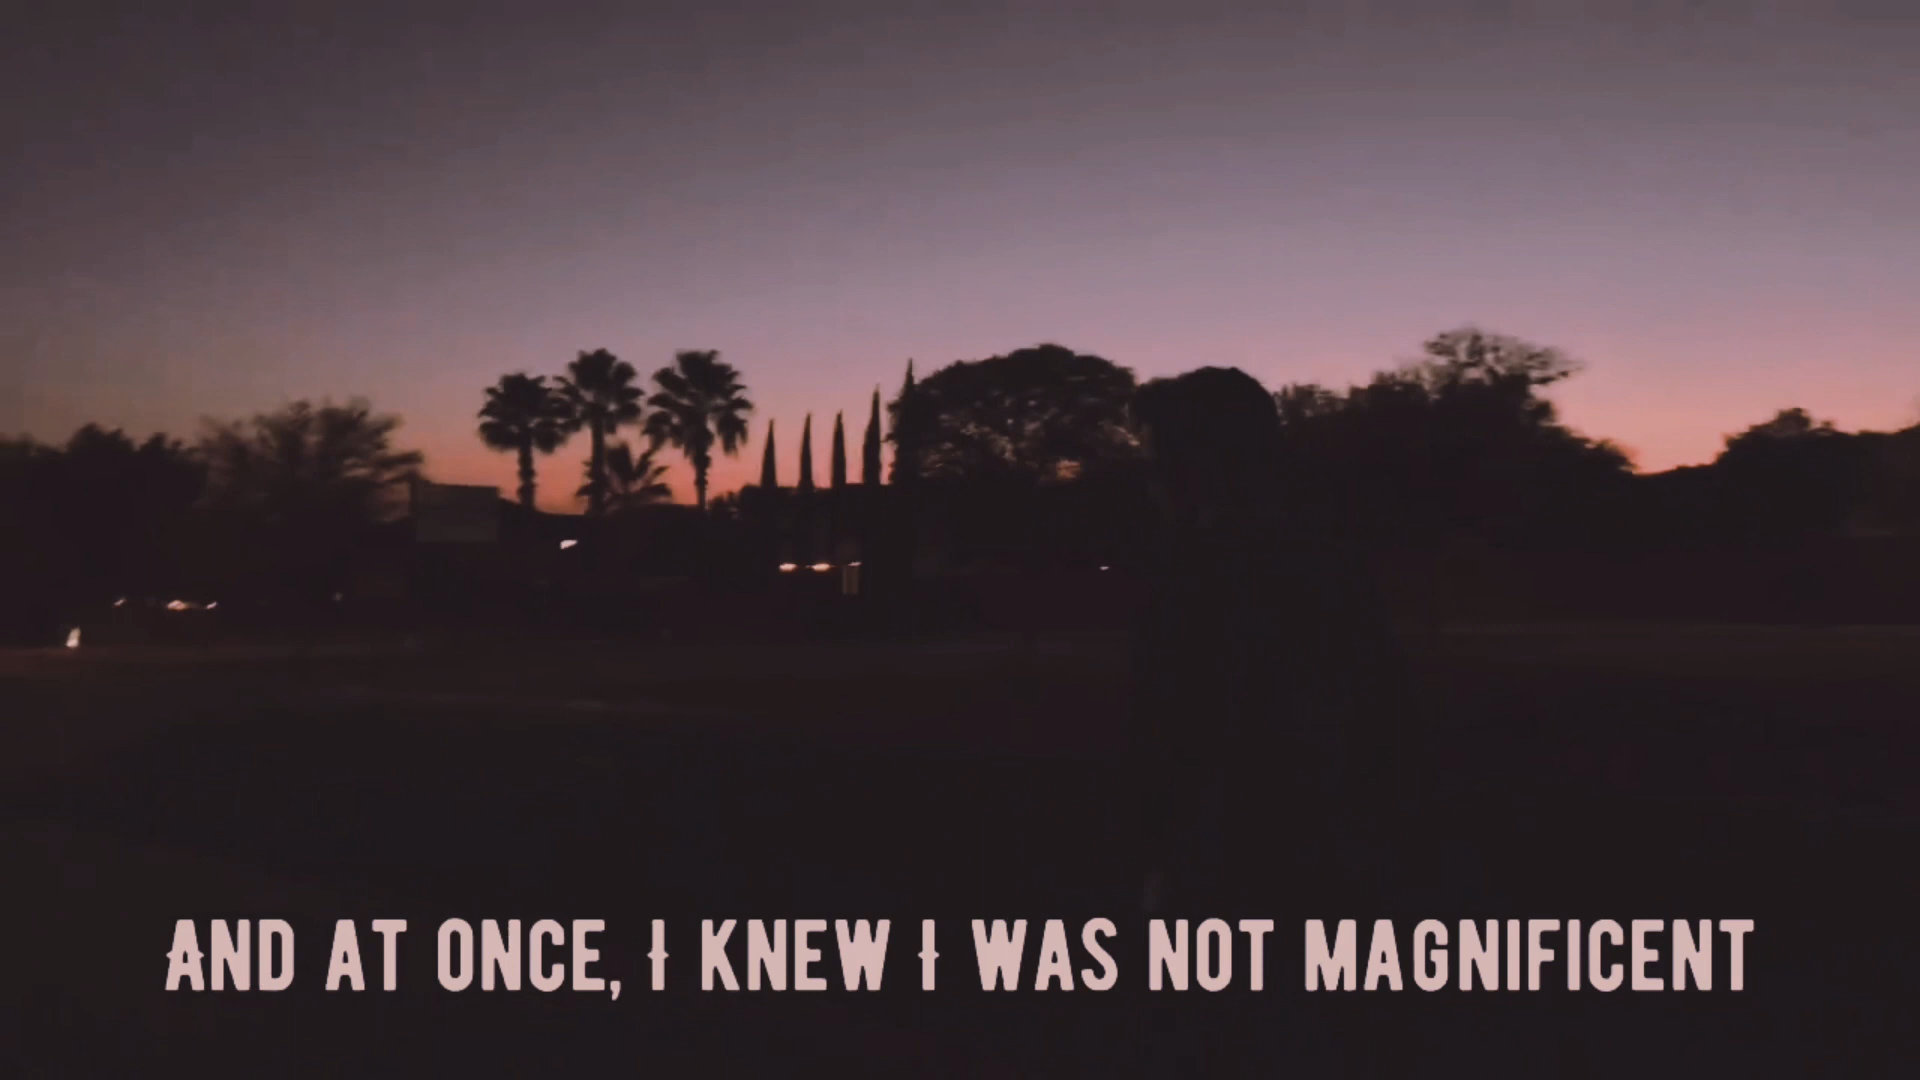 AND AT ONCE, I KNEW I WAS NOT MAGNIFICENT